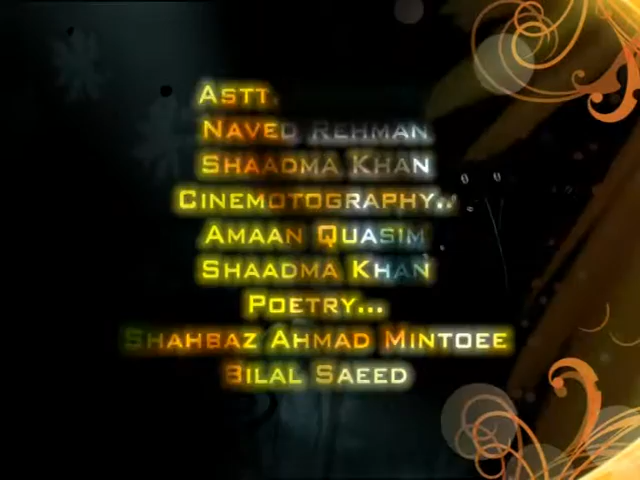 Astt.
Naved Rehman
Shaadma Khan
Cinemotography..
Amaan Quasim
Shaadma Khan
Poetry...
Shahbaz Ahmad Mintoee
Bilal Saeed